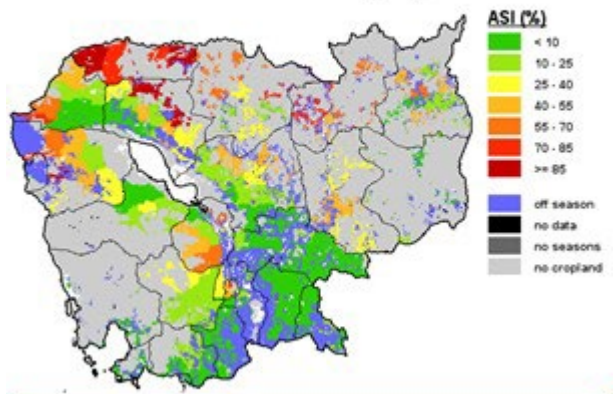 ASI (%)
< 10
10 - 25
25 - 40
40 - 55
55 - 70
70 - 85
>= 85
off season
no data
no seasons
no cropland